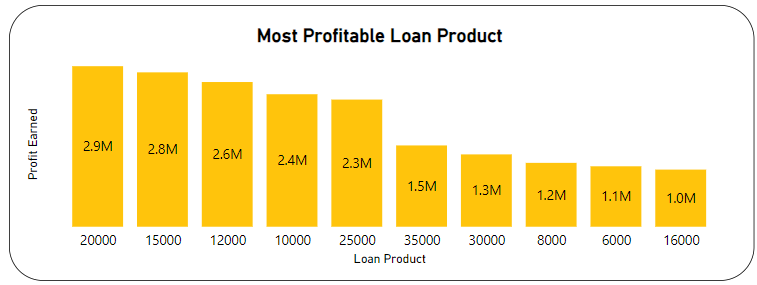 Most Profitable Loan Product
Profit Earned
2.9M 2.8M 2.6M 2.4M 2.3M 1.5M 1.3M 1.2M 1.1M 1.0M
20000 15000 12000 10000 25000 35000 30000 8000 6000 16000
Loan Product